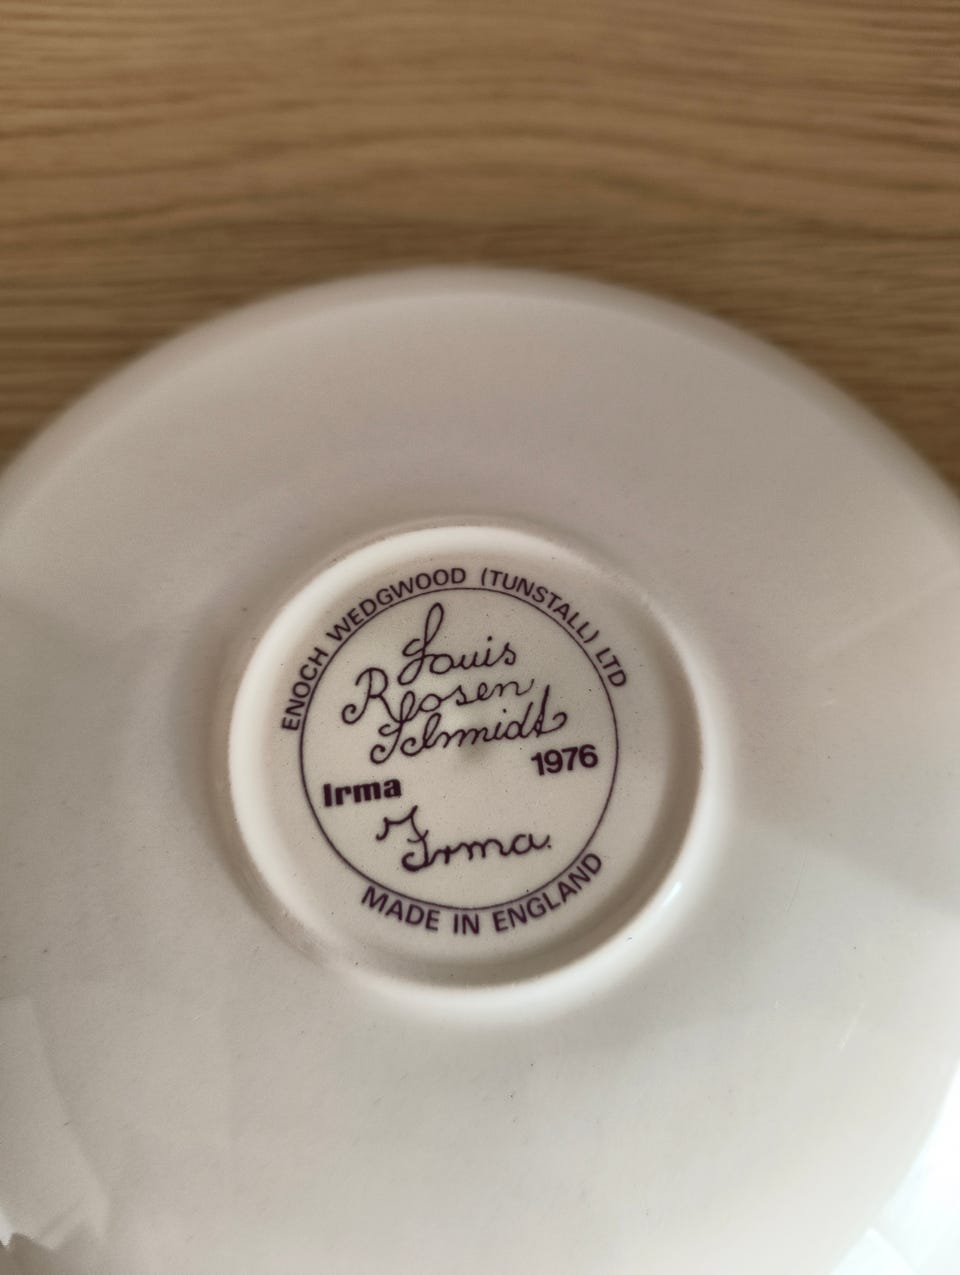 ENOCH WEDGWOOD (TUNSTALL) LTD
Louis
Rosen
Schmidt
1976
Irma
Irma.
MADE IN ENGLAND